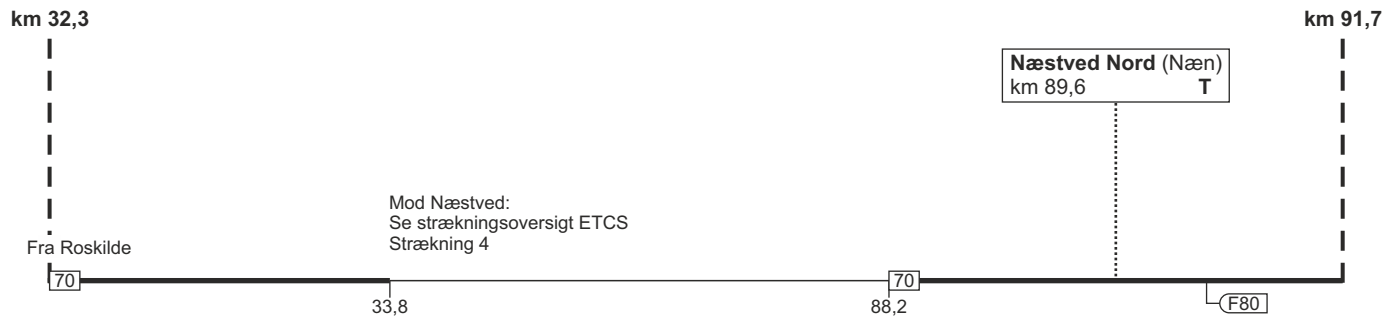 km 32,3
km 91,7
Næstved Nord (Næn)
km 89,6 T
Mod Næstved:
Se strækningsoversigt ETCS
Strækning 4
Fra Roskilde
70
70
33,8
88,2
F80